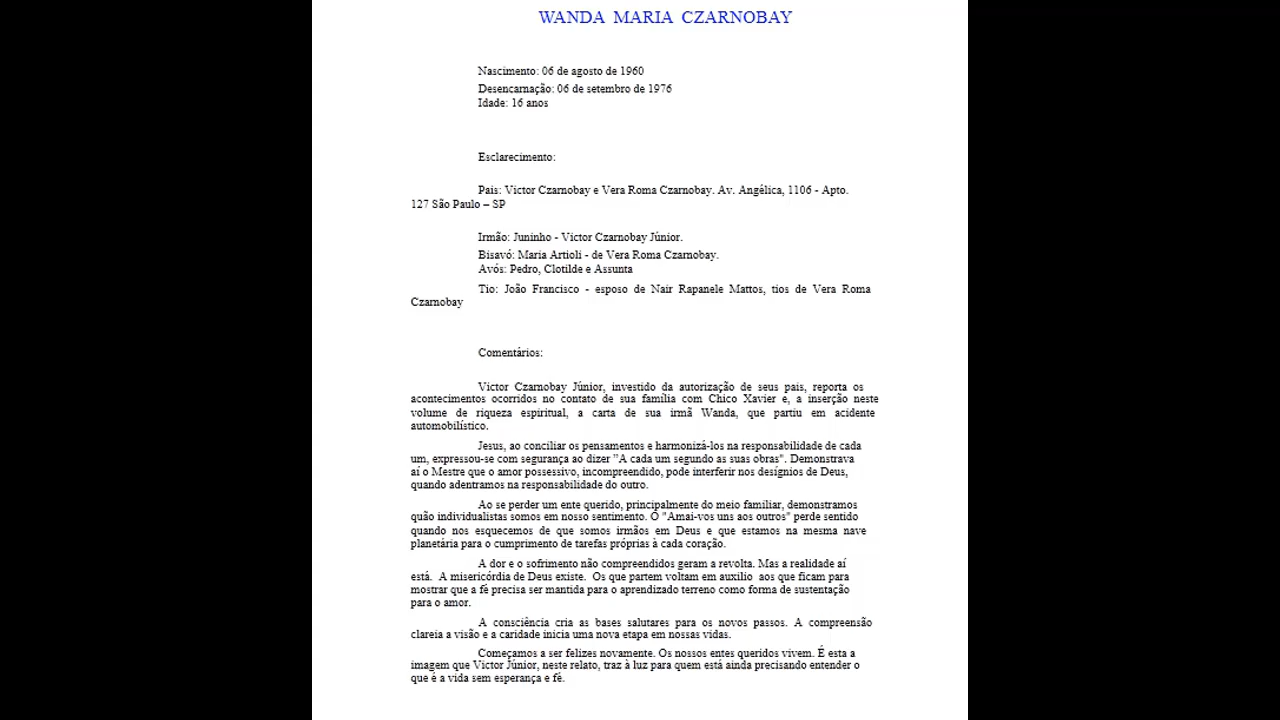 WANDA MARIA CZARNOBAY
Nascimento: 06 de agosto de 1960
Desencarnação: 06 de setembro de 1976
Idade: 16 anos
Esclarecimento:
Pais: Victor Czarnobay e Vera Roma Czarnobay. Av. Angélica, 1106 - Apto.
127 São Paulo – SP
Irmão: Juninho - Victor Czarnobay Júnior.
Bisavó: Maria Artioli - de Vera Roma Czarnobay.
Avós: Pedro, Clotilde e Assunta
Tio: João Francisco - esposo de Nair Rapanele Mattos, tios de Vera Roma
Czarnobay
Comentários:
Victor Czarnobay Júnior, investido da autorização de seus pais, reporta os
acontecimentos ocorridos no contato de sua família com Chico Xavier e, a inserção neste
volume de riqueza espiritual, a carta de sua irmã Wanda, que partiu em acidente
automobilístico.
Jesus, ao conciliar os pensamentos e harmonizá-los na responsabilidade de cada
um, expressou-se com segurança ao dizer "A cada um segundo as suas obras". Demonstrava
aí o Mestre que o amor possessivo, incompreendido, pode interferir nos desígnios de Deus,
quando adentramos na responsabilidade do outro.
Ao se perder um ente querido, principalmente do meio familiar, demonstramos
quão individualistas somos em nosso sentimento. O "Amai-vos uns aos outros" perde sentido
quando nos esquecemos de que somos irmãos em Deus e que estamos na mesma nave
planetária para o cumprimento de tarefas próprias à cada coração.
A dor e o sofrimento não compreendidos geram a revolta. Mas a realidade aí
está. A misericórdia de Deus existe. Os que partem voltam em auxilio aos que ficam para
mostrar que a fé precisa ser mantida para o aprendizado terreno como forma de sustentação
para o amor.
A consciência cria as bases salutares para os novos passos. A compreensão
clareia a visão e a caridade inicia uma nova etapa em nossas vidas.
Começamos a ser felizes novamente. Os nossos entes queridos vivem. É esta a
imagem que Victor Júnior, neste relato, traz à luz para quem está ainda precisando entender o
que é a vida sem esperança e fé.